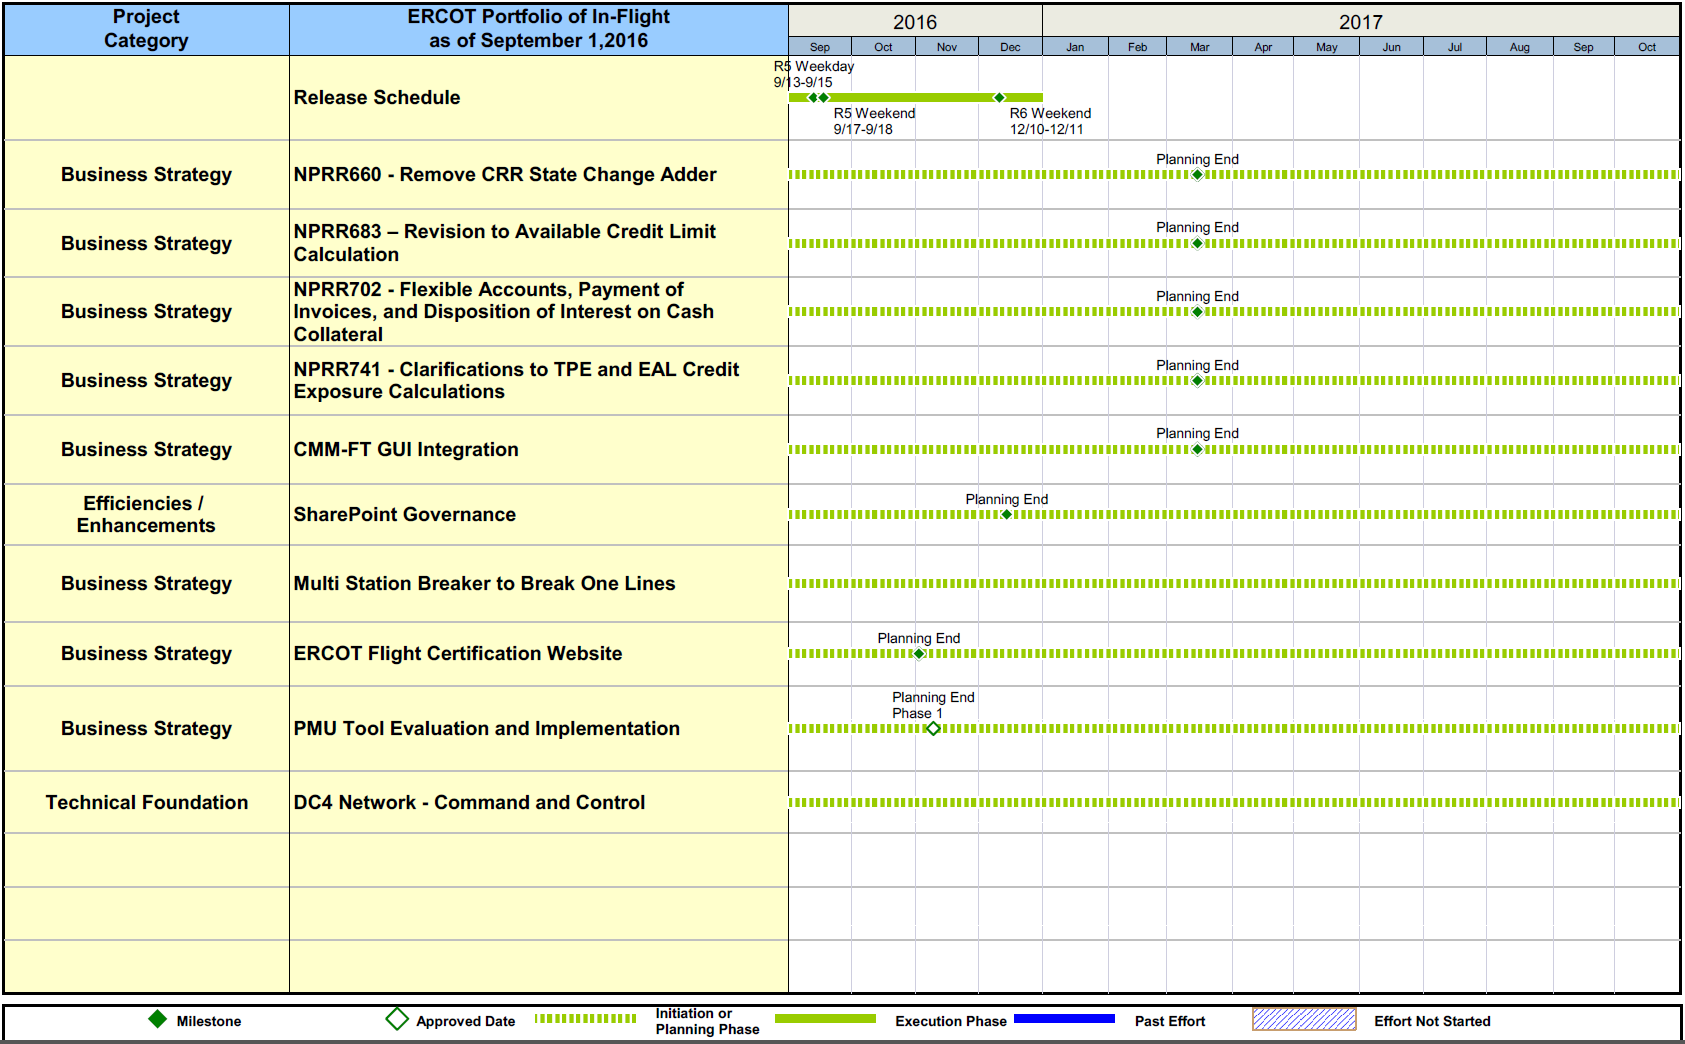 Project
Category
ERCOT Portfolio of In-Flight
as of September 1,2016
2016
2017
Sep
Oct
Nov
Dec
Jan
Feb
Mar
Apr
May
Jun
Jul
Aug
Sep
Oct
Release Schedule
R5 Weekday
9/13-9/15
R5 Weekend
9/17-9/18
R6 Weekend
12/10-12/11
Business Strategy
NPRR660 - Remove CRR State Change Adder
Planning End
Business Strategy
NPRR683 – Revision to Available Credit Limit
Calculation
Planning End
Business Strategy
NPRR702 - Flexible Accounts, Payment of
Invoices, and Disposition of Interest on Cash
Collateral
Planning End
Business Strategy
NPRR741 - Clarifications to TPE and EAL Credit
Exposure Calculations
Planning End
Business Strategy
CMM-FT GUI Integration
Planning End
Efficiencies /
Enhancements
SharePoint Governance
Planning End
Business Strategy
Multi Station Breaker to Break One Lines
Business Strategy
ERCOT Flight Certification Website
Planning End
Business Strategy
PMU Tool Evaluation and Implementation
Planning End
Phase 1
Technical Foundation
DC4 Network - Command and Control
Milestone
Approved Date
Initiation or
Planning Phase
Execution Phase
Past Effort
Effort Not Started